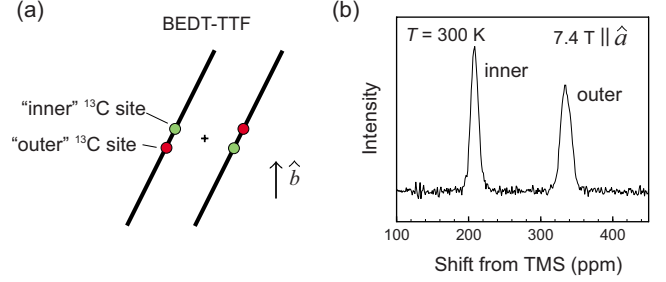 (a)
BEDT-TTF
“inner” ¹³C site
“outer” ¹³C site
+
b̂
(b)
T = 300 K
7.4 T || â
inner
outer
Intensity
100 200 300 400
Shift from TMS (ppm)